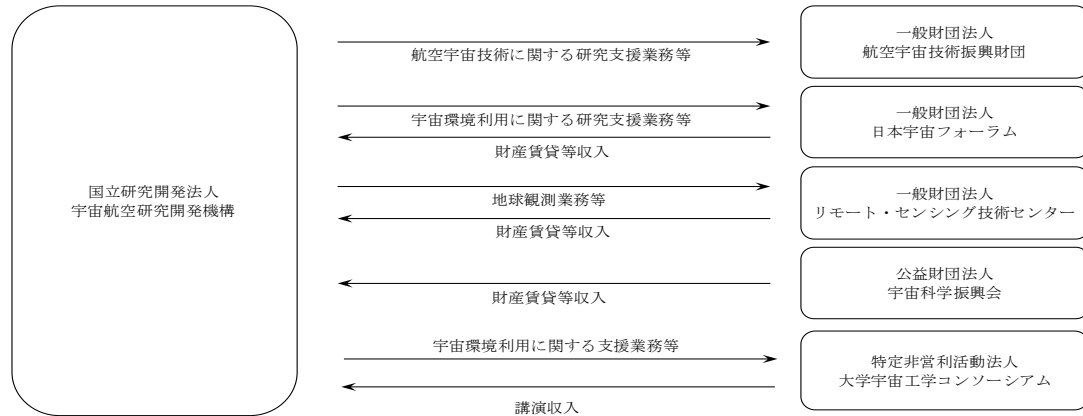 国立研究開発法人
宇宙航空研究開発機構
航空宇宙技術に関する研究支援業務等
一般財団法人
航空宇宙技術振興財団
宇宙環境利用に関する研究支援業務等
財産賃貸等収入
一般財団法人
日本宇宙フォーラム
地球観測業務等
財産賃貸等収入
一般財団法人
リモート・センシング技術センター
財産賃貸等収入
公益財団法人
宇宙科学振興会
宇宙環境利用に関する支援業務等
講演収入
特定非営利活動法人
大学宇宙工学コンソーシアム